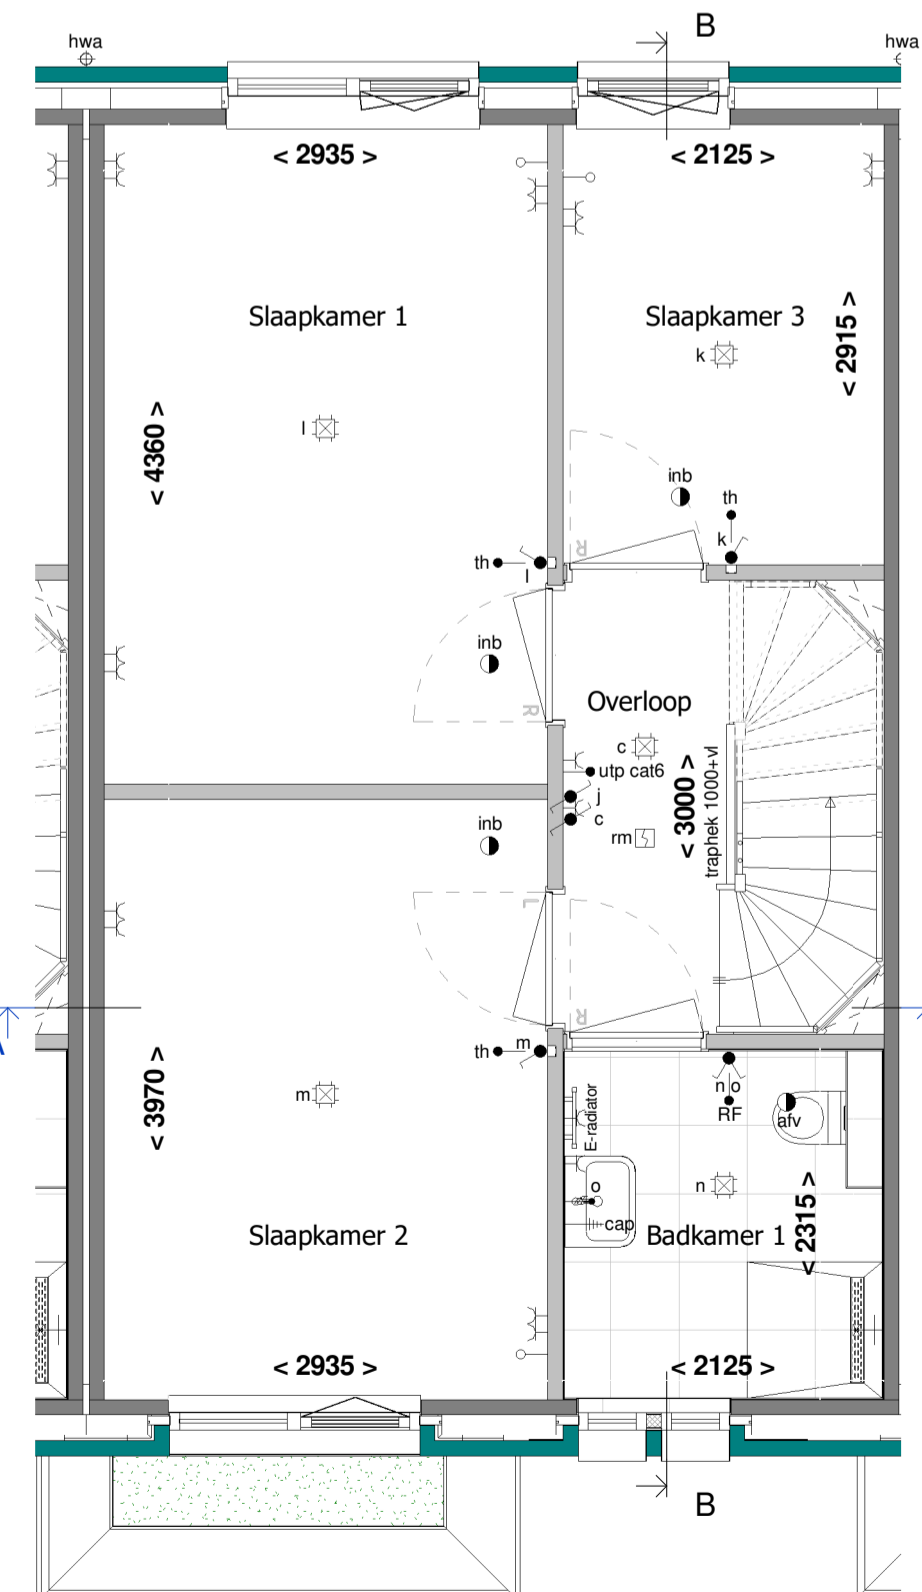 B
hwa
hwa
< 2935 >
< 2125 >
Slaapkamer 1
Slaapkamer 3
k
< 2915 >
l
< 4360 >
inb
th
k
R
th
l
inb
R
Overloop
c
utp cat6
j
c
rm
< 3000 >
traphek 1000+vl
inb
L
R
A
th
m
m
< 3970 >
n o
RF
afv
E-radiator
o
n
cap
Slaapkamer 2
Badkamer 1
< 2315 >
< 2935 >
< 2125 >
B